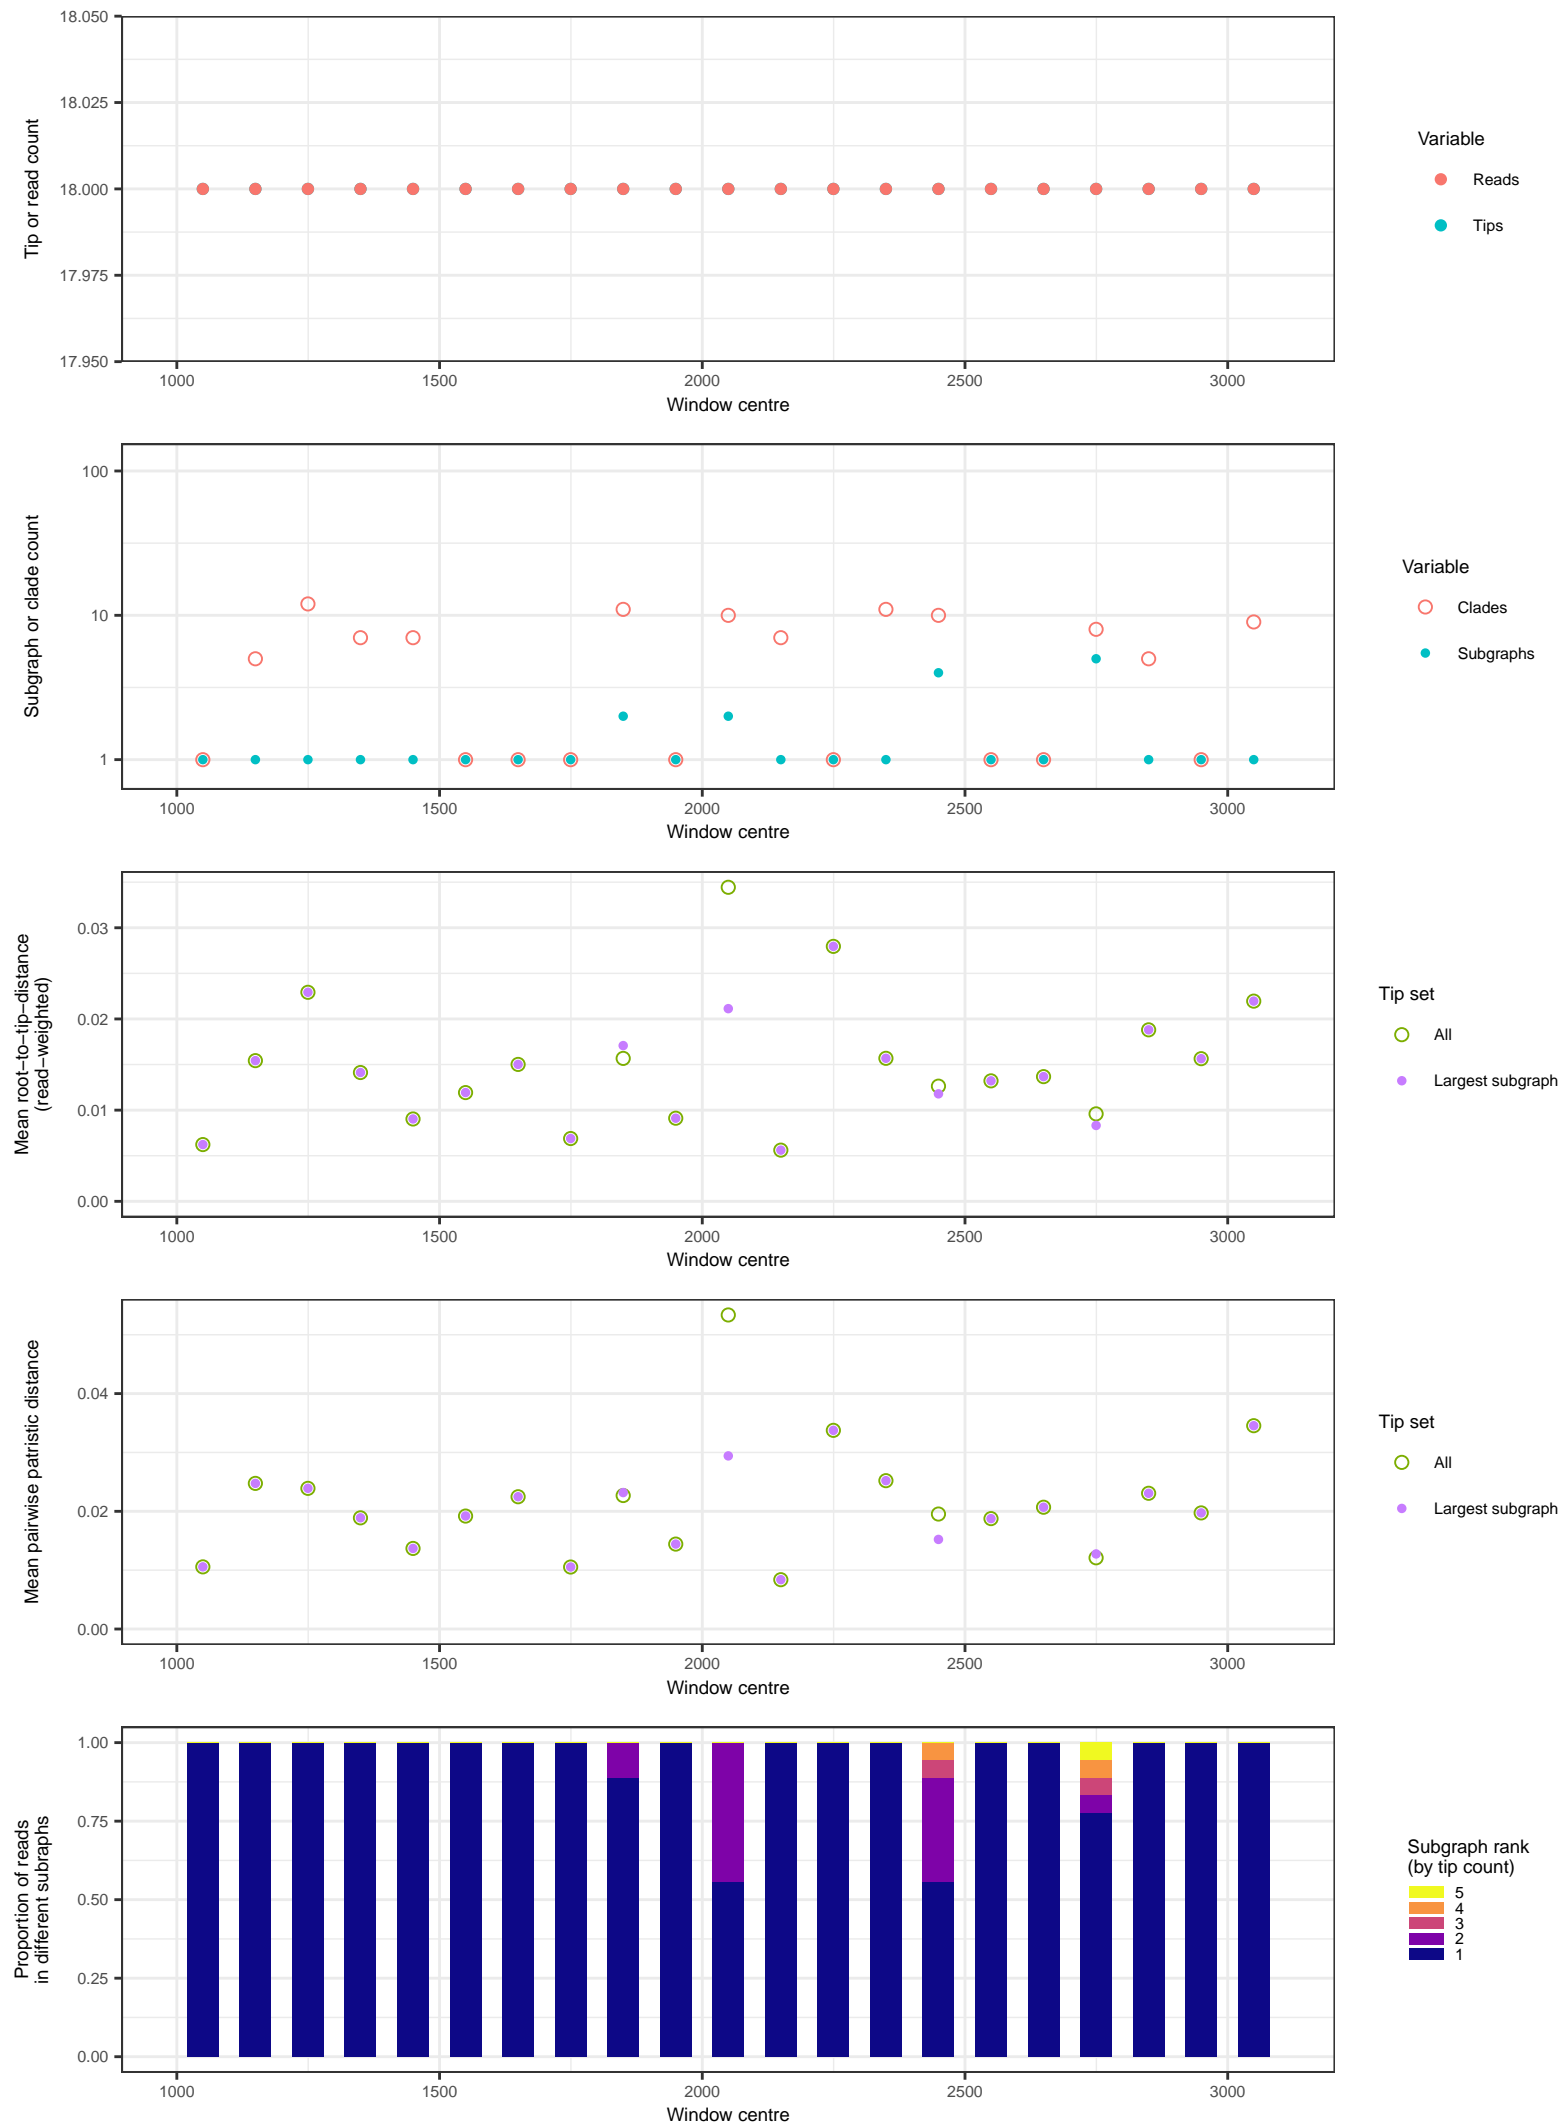 18.050
18.025
18.000
17.975
17.950
Tip or read count
1000 1500 2000 2500 3000
Window centre
Variable
Reads
Tips
100
10
1
Subgraph or clade count
1000 1500 2000 2500 3000
Window centre
Variable
Clades
Subgraphs
0.03
0.02
0.01
0.00
Mean root−to−tip−distance
(read−weighted)
1000 1500 2000 2500 3000
Window centre
Tip set
All
Largest subgraph
0.04
0.02
0.00
Mean pairwise patristic distance
1000 1500 2000 2500 3000
Window centre
Tip set
All
Largest subgraph
1.00
0.75
0.50
0.25
0.00
Proportion of reads
in different subraphs
1000 1500 2000 2500 3000
Window centre
Subgraph rank
(by tip count)
5
4
3
2
1